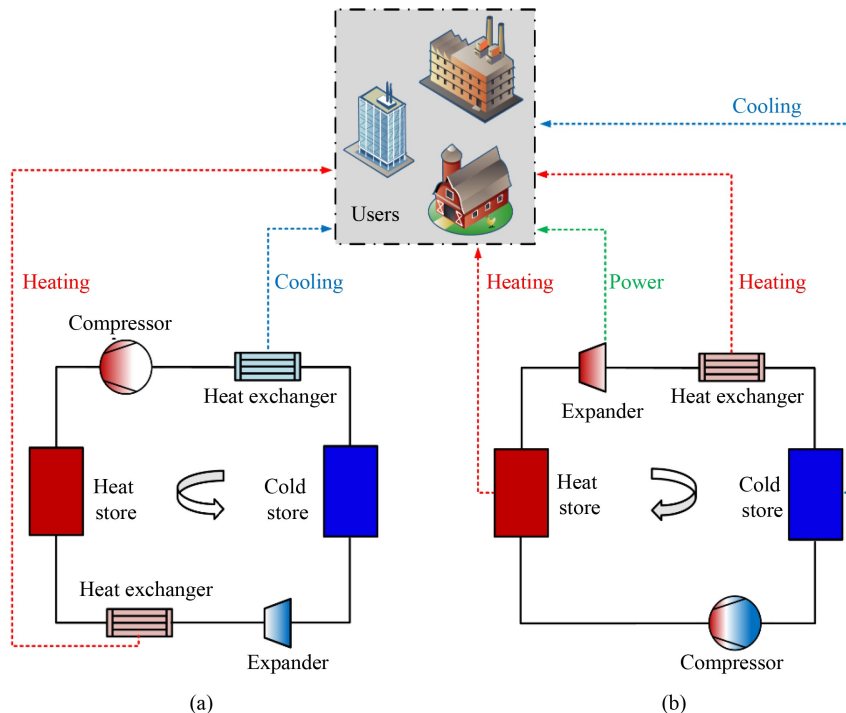 Cooling
Users
Heating
Cooling
Heating
Power
Heating
Compressor
Heat exchanger
Expander
Heat exchanger
Heat
store
Cold
store
Heat
store
Cold
store
Heat exchanger
Expander
Compressor
(a)
(b)